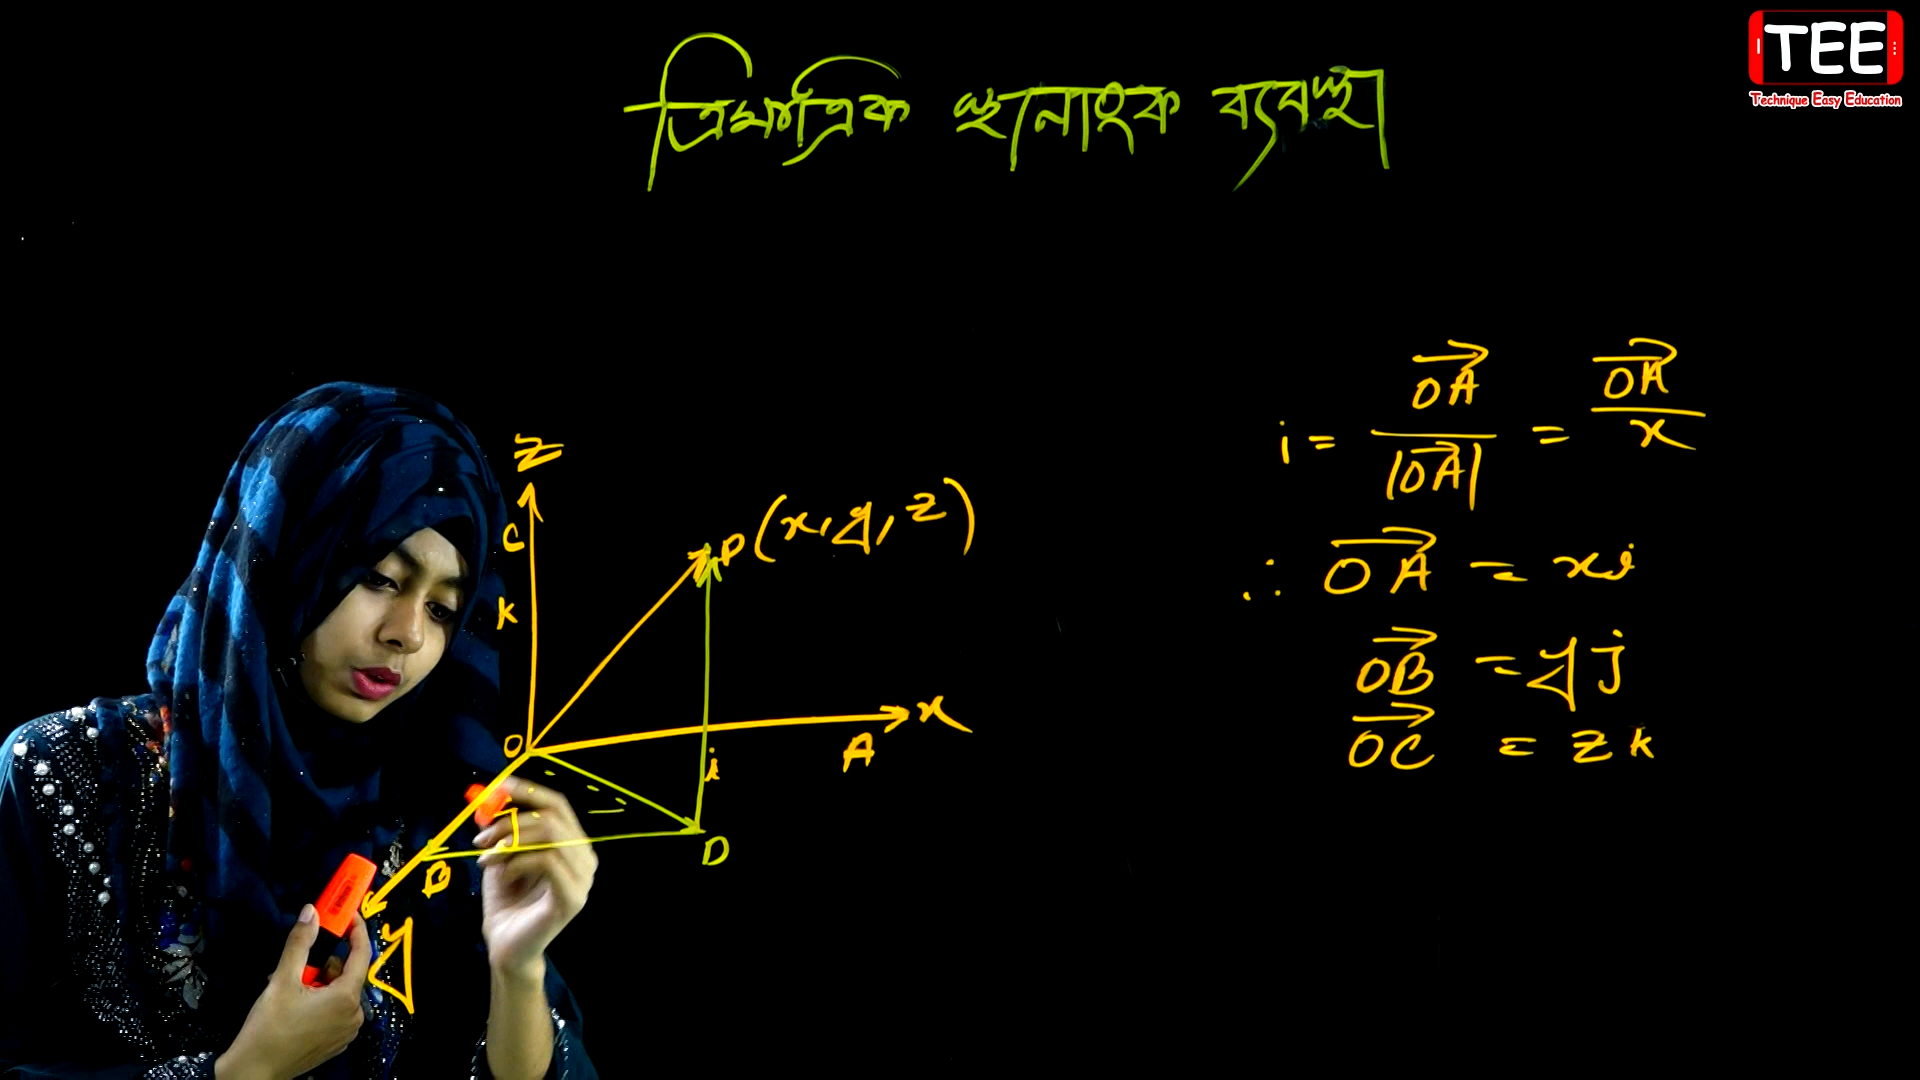 ত্রিমাত্রিক স্থানাংক ব্যবস্থা
TEE
Technique Easy Education
Z
C
k
P (x, y, z)
O
x
A
i
J
B
D
y
i = OA / |OA| = OA / x
∴ OA = xi
OB = yj
OC = zk